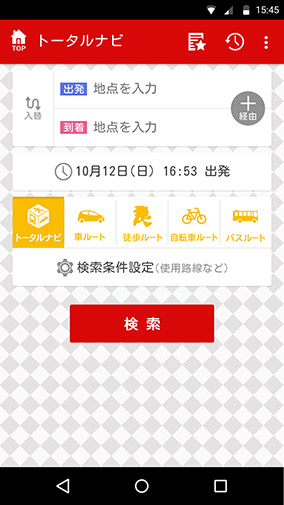 15:45
TOP
トータルナビ
出発 地点を入力
入替
到着 地点を入力
経由
10月12日(日) 16:53 出発
トータルナビ
車ルート
徒歩ルート
自転車ルート
バスルート
検索条件設定(使用路線など)
検索